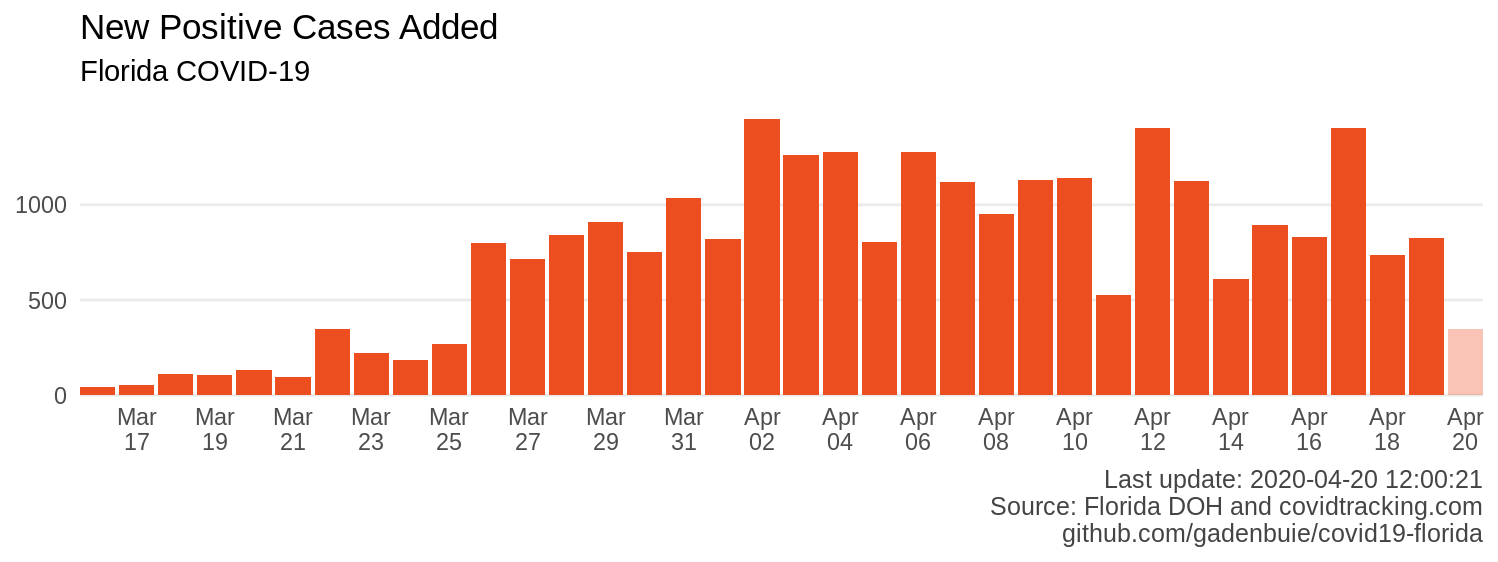 New Positive Cases Added
Florida COVID-19
1000
500
0
Mar Mar Mar Mar Mar Mar Mar Mar Apr Apr Apr Apr Apr Apr Apr Apr Apr Apr
17 19 21 23 25 27 29 31 02 04 06 08 10 12 14 16 18 20
Last update: 2020-04-20 12:00:21
Source: Florida DOH and covidtracking.com
github.com/gadenbuie/covid19-florida